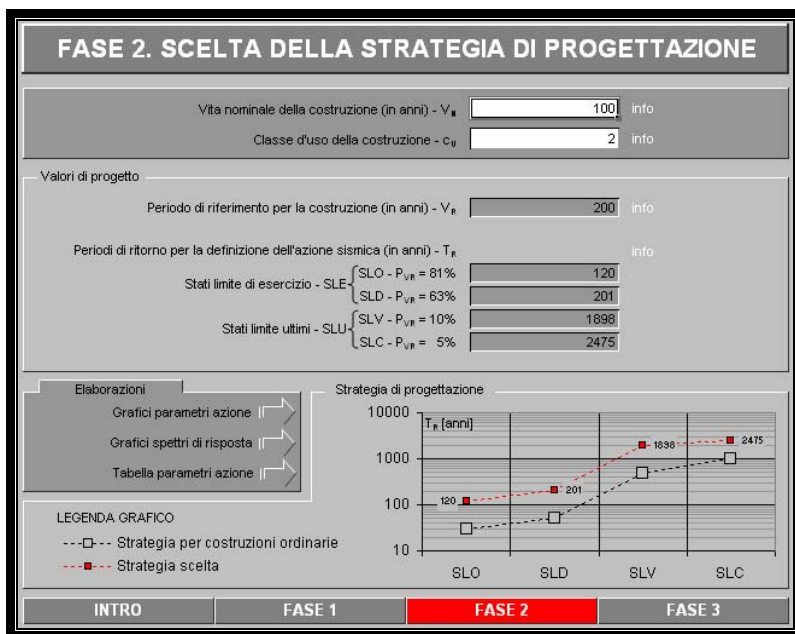 FASE 2. SCELTA DELLA STRATEGIA DI PROGETTAZIONE
Vita nominale della costruzione (in anni) - V_N 100 info
Classe d'uso della costruzione - c_U 2 info
Valori di progetto
Periodo di riferimento per la costruzione (in anni) - V_R 200 info
Periodi di ritorno per la definizione dell'azione sismica (in anni) - T_R info
Stati limite di esercizio - SLE
SLO - P_VR = 81% 120
SLD - P_VR = 63% 201
Stati limite ultimi - SLU
SLV - P_VR = 10% 1898
SLC - P_VR = 5% 2475
Elaborazioni
Grafici parametri azione
Grafici spettri di risposta
Tabella parametri azione
LEGENDA GRAFICO
Strategia per costruzioni ordinarie
Strategia scelta
Strategia di progettazione
T_R [anni]
10000
1000
100
10
120
201
1898
2475
SLO SLD SLV SLC
INTRO FASE 1 FASE 2 FASE 3